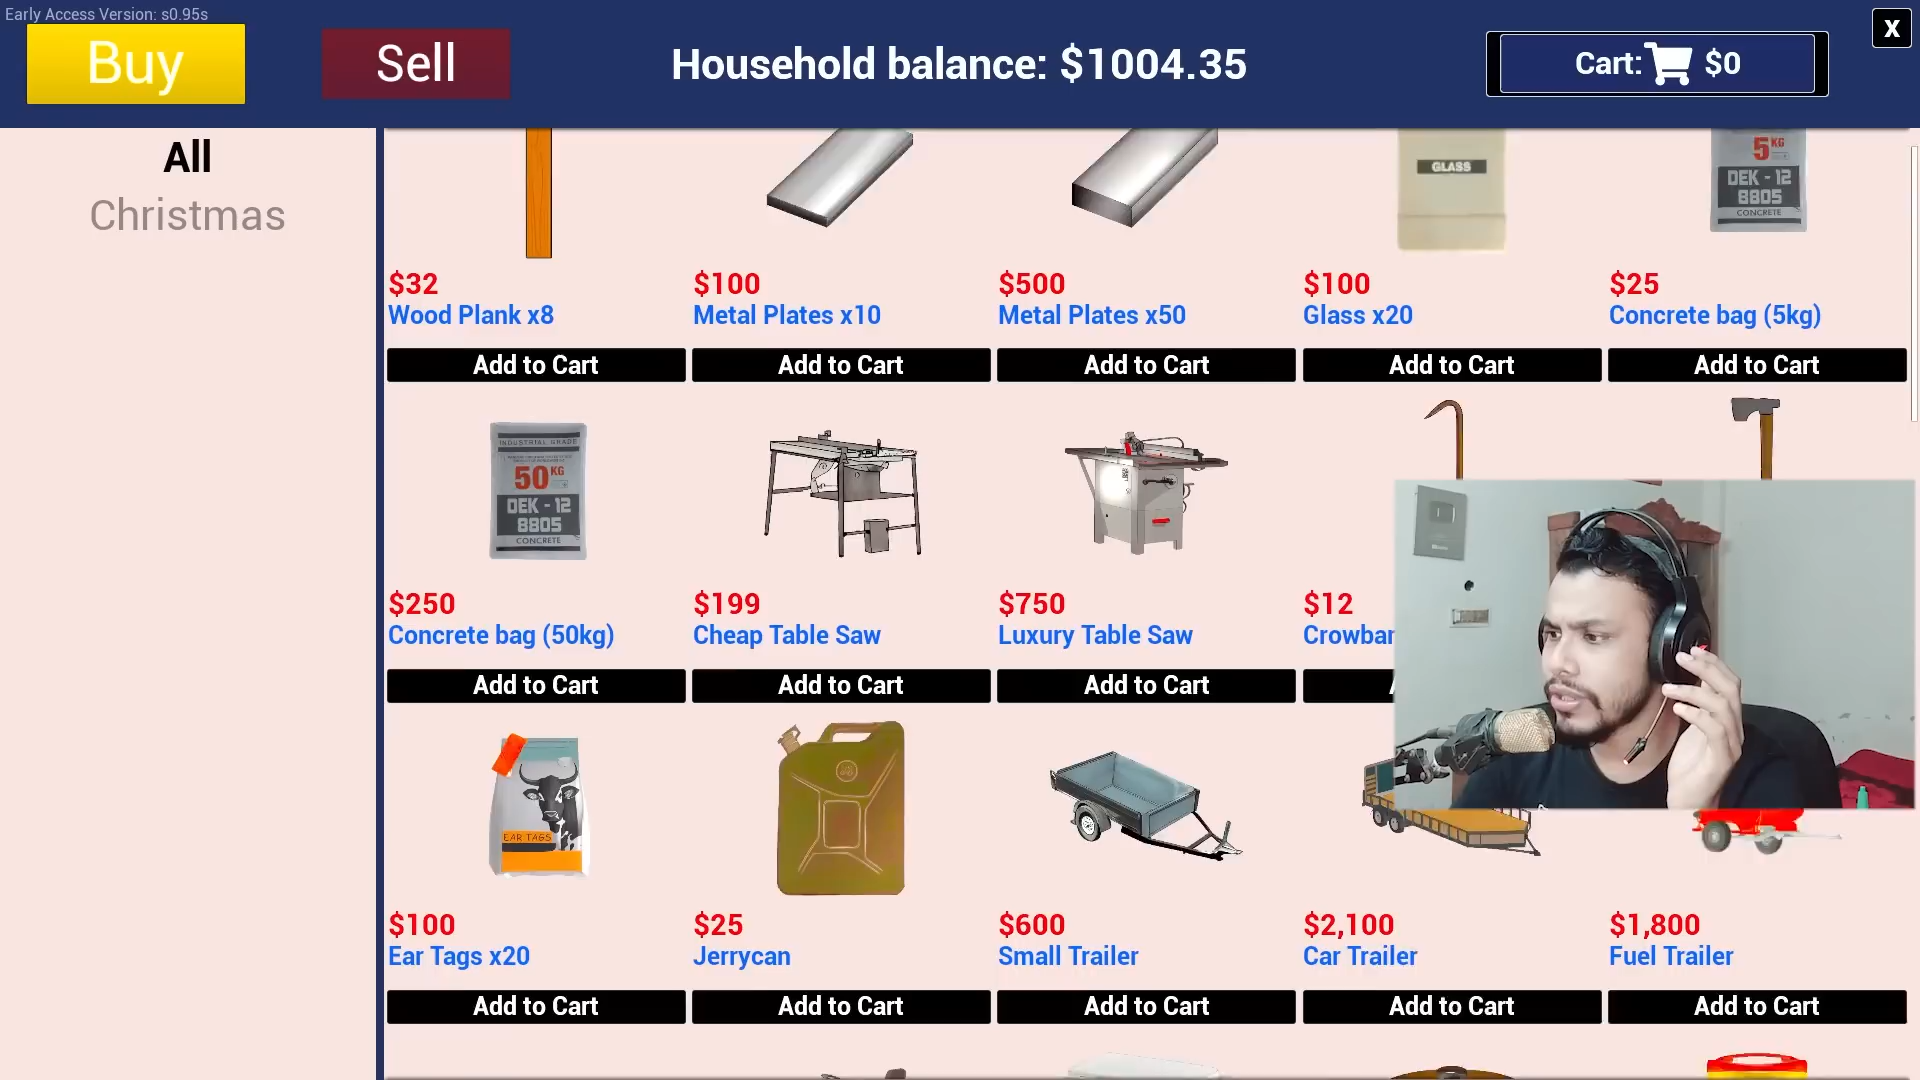 Early Access Version: s0.95s
Buy
Sell
Household balance: $1004.35
Cart: $0
X
All
Christmas
GLASS
5KG
DEK - 12
8805
CONCRETE
$32
Wood Plank x8
$100
Metal Plates x10
$500
Metal Plates x50
$100
Glass x20
$25
Concrete bag (5kg)
Add to Cart
Add to Cart
Add to Cart
Add to Cart
Add to Cart
INDUSTRIAL GRADE
50KG
DEK - 12
8805
CONCRETE
$250
Concrete bag (50kg)
$199
Cheap Table Saw
$750
Luxury Table Saw
$12
Crowbar
Add to Cart
Add to Cart
Add to Cart
EAR TAGS
$100
Ear Tags x20
$25
Jerrycan
$600
Small Trailer
$2,100
Car Trailer
$1,800
Fuel Trailer
Add to Cart
Add to Cart
Add to Cart
Add to Cart
Add to Cart